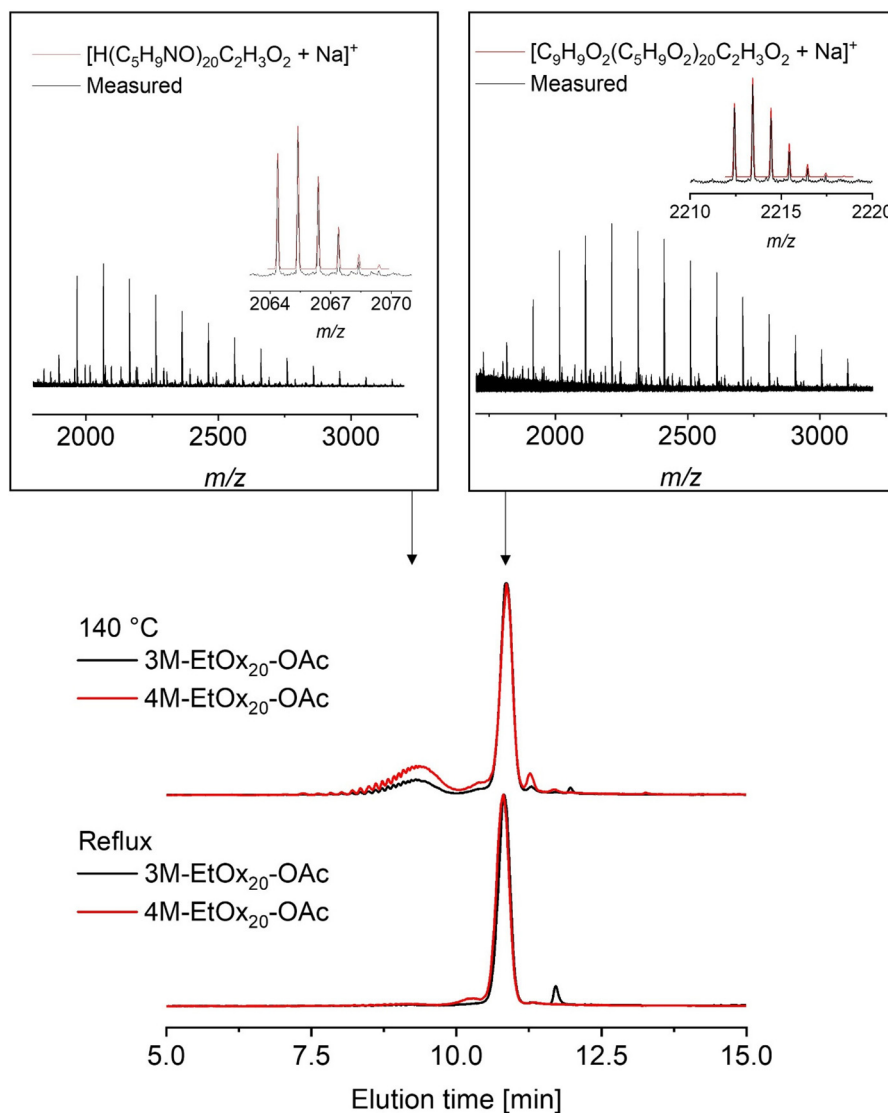 [H(C₅H₉NO)₂₀C₂H₃O₂ + Na]⁺
Measured
2064 2067 2070
m/z
2000 2500 3000
m/z
[C₉H₉O₂(C₅H₉O₂)₂₀C₂H₃O₂ + Na]⁺
Measured
2210 2215 2220
m/z
2000 2500 3000
m/z
140 °C
3M-EtOx₂₀-OAc
4M-EtOx₂₀-OAc
Reflux
3M-EtOx₂₀-OAc
4M-EtOx₂₀-OAc
5.0 7.5 10.0 12.5 15.0
Elution time [min]